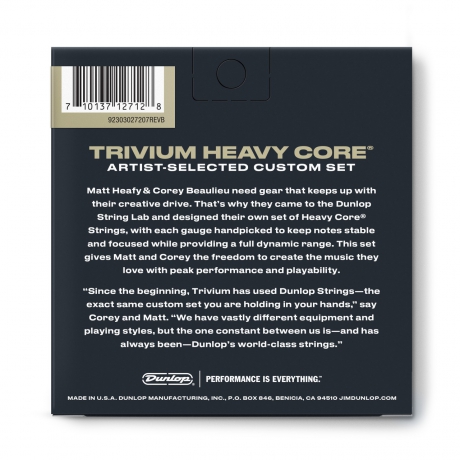 7 10137 12712 8
92303027207REVB
TRIVIUM HEAVY CORE®
ARTIST-SELECTED CUSTOM SET
Matt Heafy & Corey Beaulieu need gear that keeps up with
their creative drive. That's why they came to the Dunlop
String Lab and designed their own set of Heavy Core®
Strings, with each gauge handpicked to keep notes stable
and focused while providing a full dynamic range. This set
gives Matt and Corey the freedom to create the music they
love with peak performance and playability.
“Since the beginning, Trivium has used Dunlop Strings—the
exact same custom set you are holding in your hands,” say
Corey and Matt. “We have vastly different equipment and
playing styles, but the one constant between us is—and has
always been—Dunlop's world-class strings.”
Dunlop | PERFORMANCE IS EVERYTHING.™
MADE IN U.S.A. DUNLOP MANUFACTURING, INC., P.O. BOX 846, BENICIA, CA 94510 JIMDUNLOP.COM